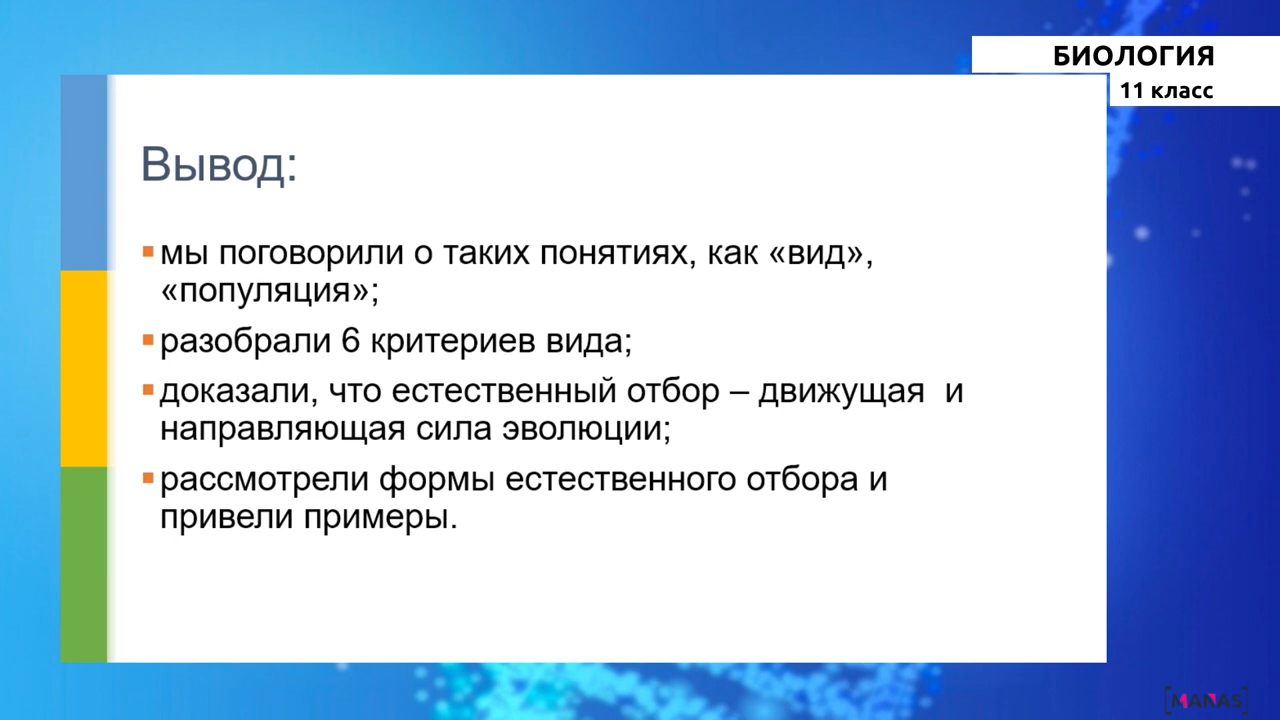 БИОЛОГИЯ
11 класс
Вывод:
мы поговорили о таких понятиях, как «вид»,
«популяция»;
разобрали 6 критериев вида;
доказали, что естественный отбор – движущая  и
направляющая сила эволюции;
рассмотрели формы естественного отбора и
привели примеры.
[MANAS]